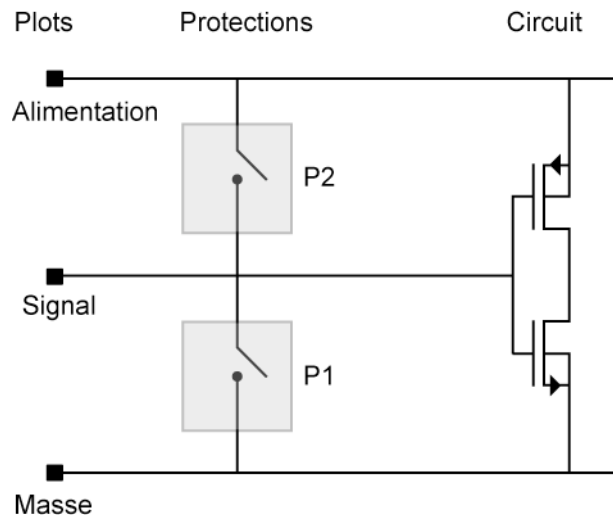 Plots Protections Circuit
Alimentation
P2
Signal
P1
Masse